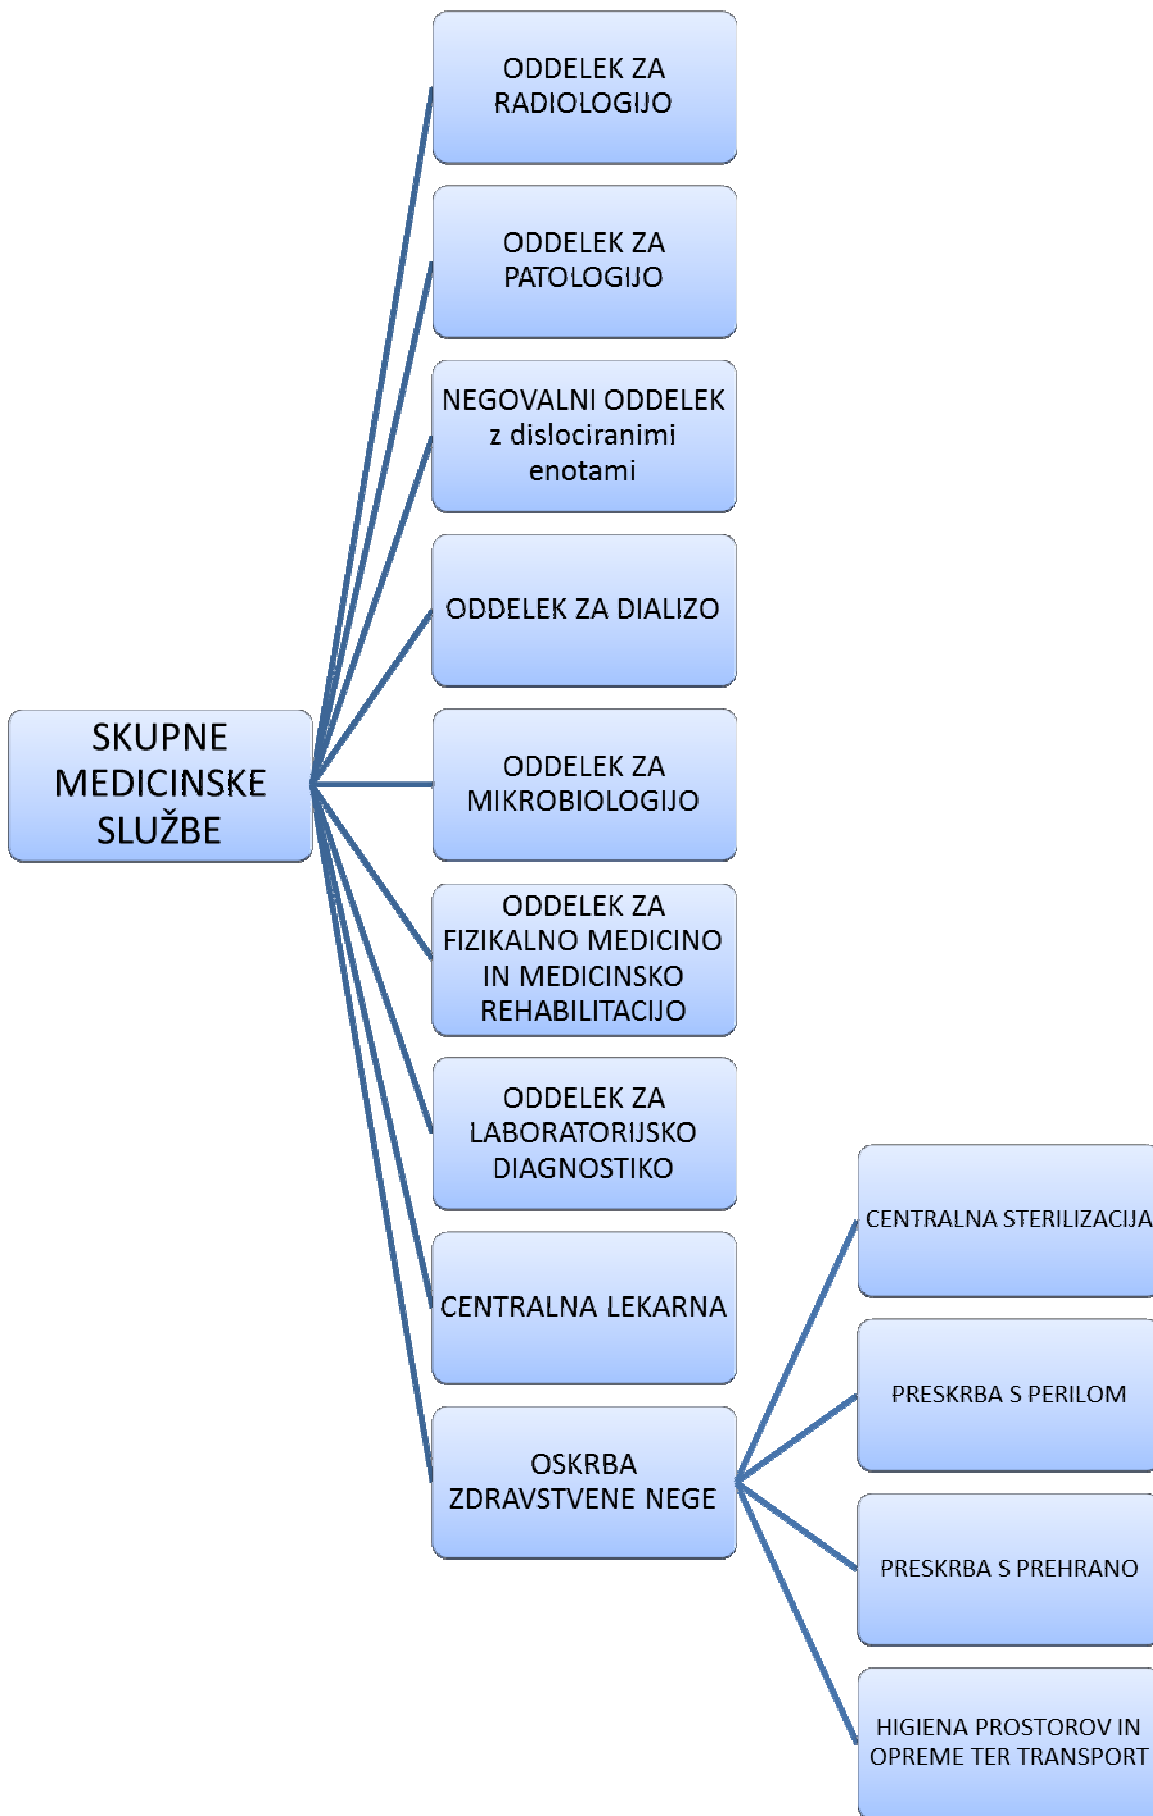 ODDELEK ZA
RADIOLOGIJO
ODDELEK ZA
PATOLOGIJO
NEGOVALNI ODDELEK
z dislociranimi
enotami
ODDELEK ZA DIALIZO
SKUPNE
MEDICINSKE
SLUŽBE
ODDELEK ZA
MIKROBIOLOGIJO
ODDELEK ZA
FIZIKALNO MEDICINO
IN MEDICINSKO
REHABILITACIJO
ODDELEK ZA
LABORATORIJSKO
DIAGNOSTIKO
CENTRALNA LEKARNA
OSKRBA
ZDRAVSTVENE NEGE
CENTRALNA STERILIZACIJA
PRESKRBA S PERILOM
PRESKRBA S PREHRANO
HIGIENA PROSTOROV IN
OPREME TER TRANSPORT